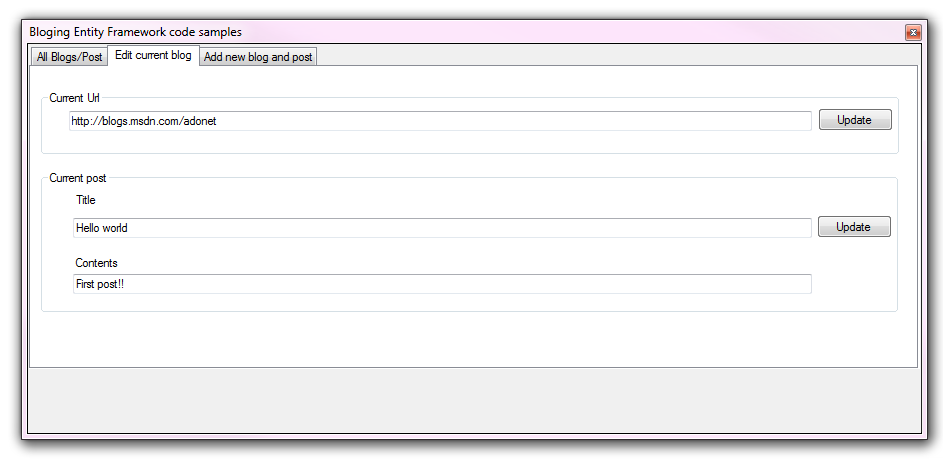 Bloging Entity Framework code samples
All Blogs/Post Edit current blog Add new blog and post
Current Url
http://blogs.msdn.com/adonet Update
Current post
Title
Hello world Update
Contents
First post!!